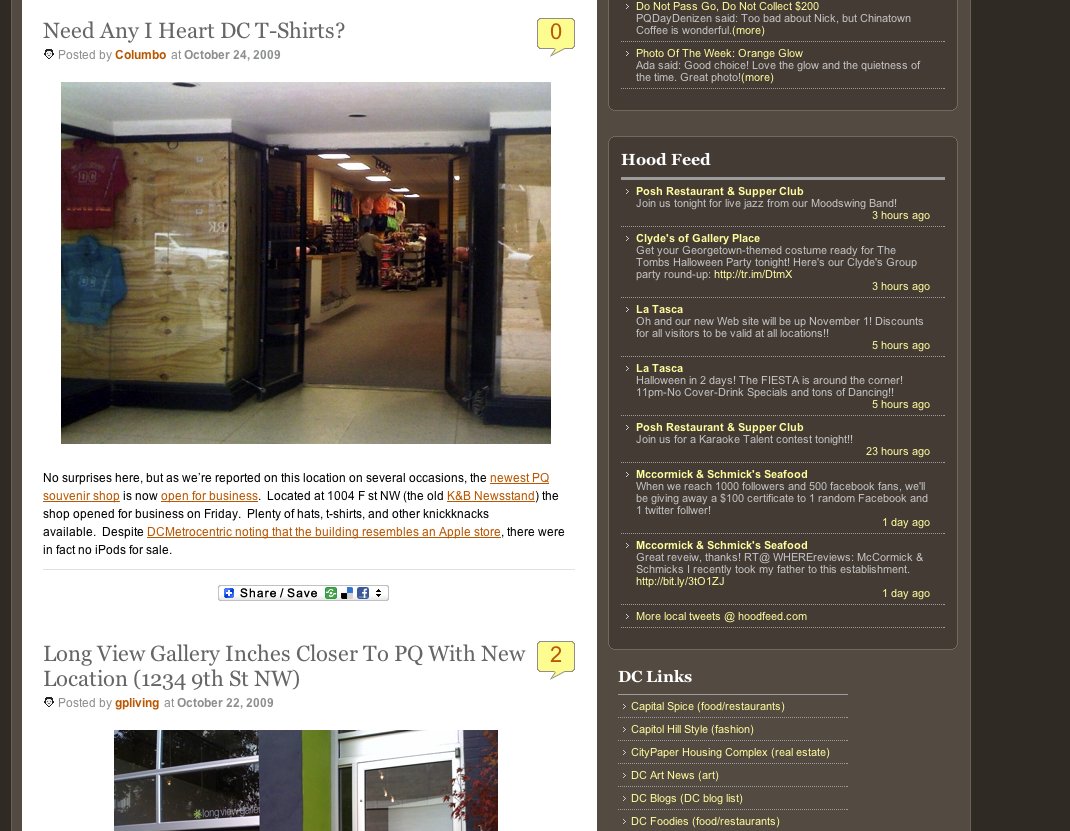 Need Any I Heart DC T-Shirts?
0
Posted by Columbo at October 24, 2009
DC
No surprises here, but as we're reported on this location on several occasions, the newest PQ
souvenir shop is now open for business. Located at 1004 F st NW (the old K&B Newsstand) the
shop opened for business on Friday. Plenty of hats, t-shirts, and other knickknacks
available. Despite DCMetrocentric noting that the building resembles an Apple store, there were
in fact no iPods for sale.
Share / Save
Long View Gallery Inches Closer To PQ With New
Location (1234 9th St NW)
2
Posted by gpliving at October 22, 2009
longviewgallery
Do Not Pass Go, Do Not Collect $200
PQDayDenizen said: Too bad about Nick, but Chinatown
Coffee is wonderful.(more)
Photo Of The Week: Orange Glow
Ada said: Good choice! Love the glow and the quietness of
the time. Great photo!(more)
Hood Feed
Posh Restaurant & Supper Club
Join us tonight for live jazz from our Moodswing Band!
3 hours ago
Clyde's of Gallery Place
Get your Georgetown-themed costume ready for The
Tombs Halloween Party tonight! Here's our Clyde's Group
party round-up: http://tr.im/DtmX
3 hours ago
La Tasca
Oh and our new Web site will be up November 1! Discounts
for all visitors to be valid at all locations!!
5 hours ago
La Tasca
Halloween in 2 days! The FIESTA is around the corner!
11pm-No Cover-Drink Specials and tons of Dancing!!
5 hours ago
Posh Restaurant & Supper Club
Join us for a Karaoke Talent contest tonight!!
23 hours ago
Mccormick & Schmick's Seafood
When we reach 1000 followers and 500 facebook fans, we'll
be giving away a $100 certificate to 1 random Facebook and
1 twitter follwer!
1 day ago
Mccormick & Schmick's Seafood
Great reveiw, thanks! RT@ WHEREreviews: McCormick &
Schmicks I recently took my father to this establishment.
http://bit.ly/3tO1ZJ
1 day ago
More local tweets @ hoodfeed.com
DC Links
Capital Spice (food/restaurants)
Capitol Hill Style (fashion)
CityPaper Housing Complex (real estate)
DC Art News (art)
DC Blogs (DC blog list)
DC Foodies (food/restaurants)